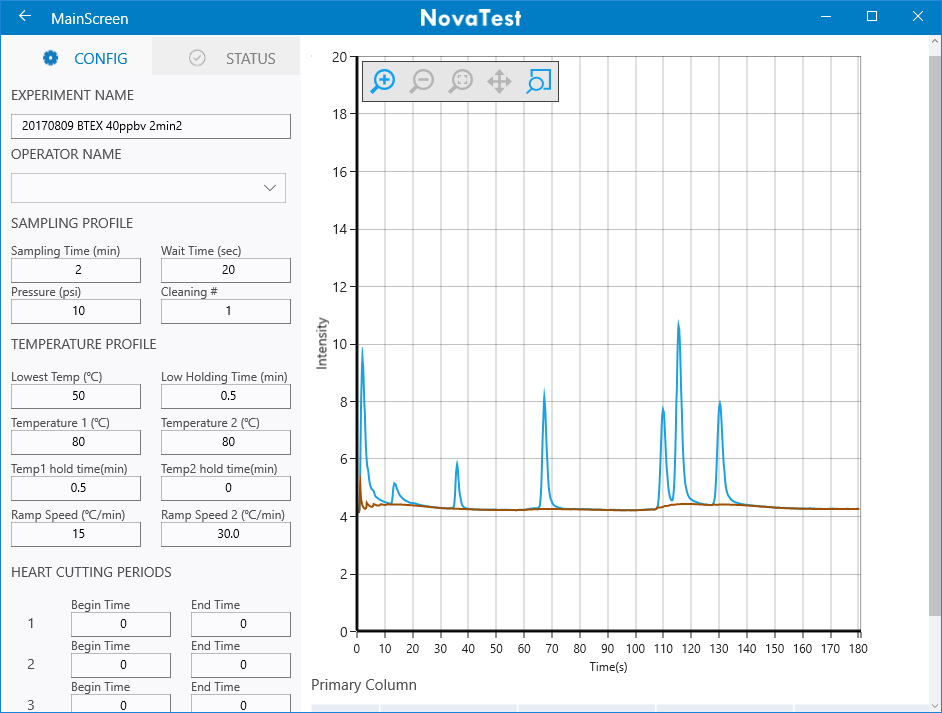 MainScreen
NovaTest
CONFIG
STATUS
EXPERIMENT NAME
20170809 BTEX 40ppbv 2min2
OPERATOR NAME
SAMPLING PROFILE
Sampling Time (min) Wait Time (sec)
2 20
Pressure (psi) Cleaning #
10 1
TEMPERATURE PROFILE
Lowest Temp (℃) Low Holding Time (min)
50 0.5
Temperature 1 (℃) Temperature 2 (℃)
80 80
Temp1 hold time(min) Temp2 hold time(min)
0.5 0
Ramp Speed (℃/min) Ramp Speed 2 (℃/min)
15 30.0
HEART CUTTING PERIODS
Begin Time End Time
1 0 0
Begin Time End Time
2 0 0
Begin Time End Time
3 0 0
20
18
16
14
12
10
8
6
4
2
0
Intensity
0 10 20 30 40 50 60 70 80 90 100 110 120 130 140 150 160 170 180
Time(s)
Primary Column